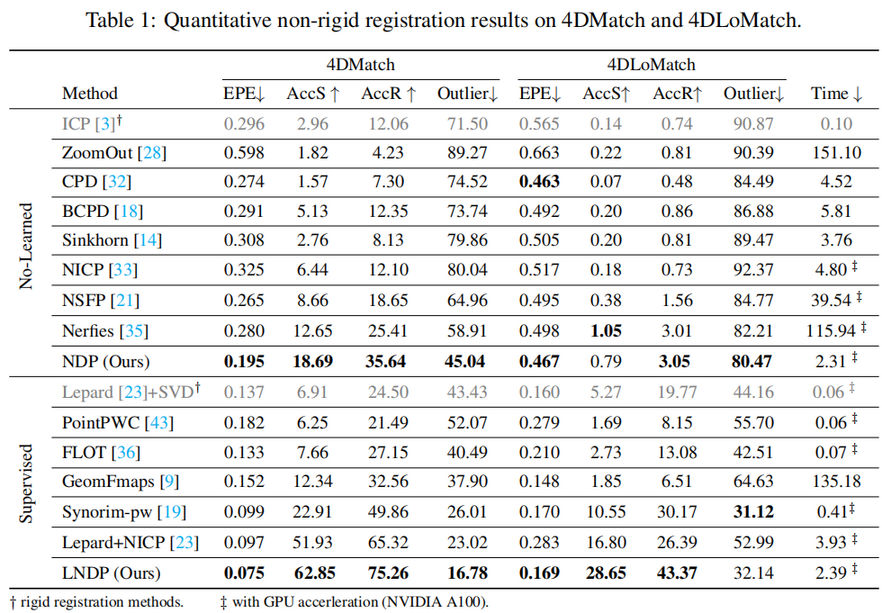 Table 1: Quantitative non-rigid registration results on 4DMatch and 4DLoMatch.
4DMatch 4DLoMatch
Method EPE↓ AccS ↑ AccR ↑ Outlier↓ EPE↓ AccS↑ AccR↑ Outlier↓ Time ↓
No-Learned
ICP [3]† 0.296 2.96 12.06 71.50 0.565 0.14 0.74 90.87 0.10
ZoomOut [28] 0.598 1.82 4.23 89.27 0.663 0.22 0.81 90.39 151.10
CPD [32] 0.274 1.57 7.30 74.52 0.463 0.07 0.48 84.49 4.52
BCPD [18] 0.291 5.13 12.35 73.74 0.492 0.20 0.86 86.88 5.81
Sinkhorn [14] 0.308 2.76 8.13 79.86 0.505 0.20 0.81 89.47 3.76
NICP [33] 0.325 6.44 12.10 80.04 0.517 0.18 0.73 92.37 4.80 ‡
NSFP [21] 0.265 8.66 18.65 64.96 0.495 0.38 1.56 84.77 39.54 ‡
Nerfies [35] 0.280 12.65 25.41 58.91 0.498 1.05 3.01 82.21 115.94 ‡
NDP (Ours) 0.195 18.69 35.64 45.04 0.467 0.79 3.05 80.47 2.31 ‡
Supervised
Lepard [23]+SVD† 0.137 6.91 24.50 43.43 0.160 5.27 19.77 44.16 0.06 ‡
PointPWC [43] 0.182 6.25 21.49 52.07 0.279 1.69 8.15 55.70 0.06 ‡
FLOT [36] 0.133 7.66 27.15 40.49 0.210 2.73 13.08 42.51 0.07 ‡
GeomFmaps [9] 0.152 12.34 32.56 37.90 0.148 1.85 6.51 64.63 135.18
Synorim-pw [19] 0.099 22.91 49.86 26.01 0.170 10.55 30.17 31.12 0.41‡
Lepard+NICP [23] 0.097 51.93 65.32 23.02 0.283 16.80 26.39 52.99 3.93 ‡
LNDP (Ours) 0.075 62.85 75.26 16.78 0.169 28.65 43.37 32.14 2.39 ‡
† rigid registration methods. ‡ with GPU accerleration (NVIDIA A100).